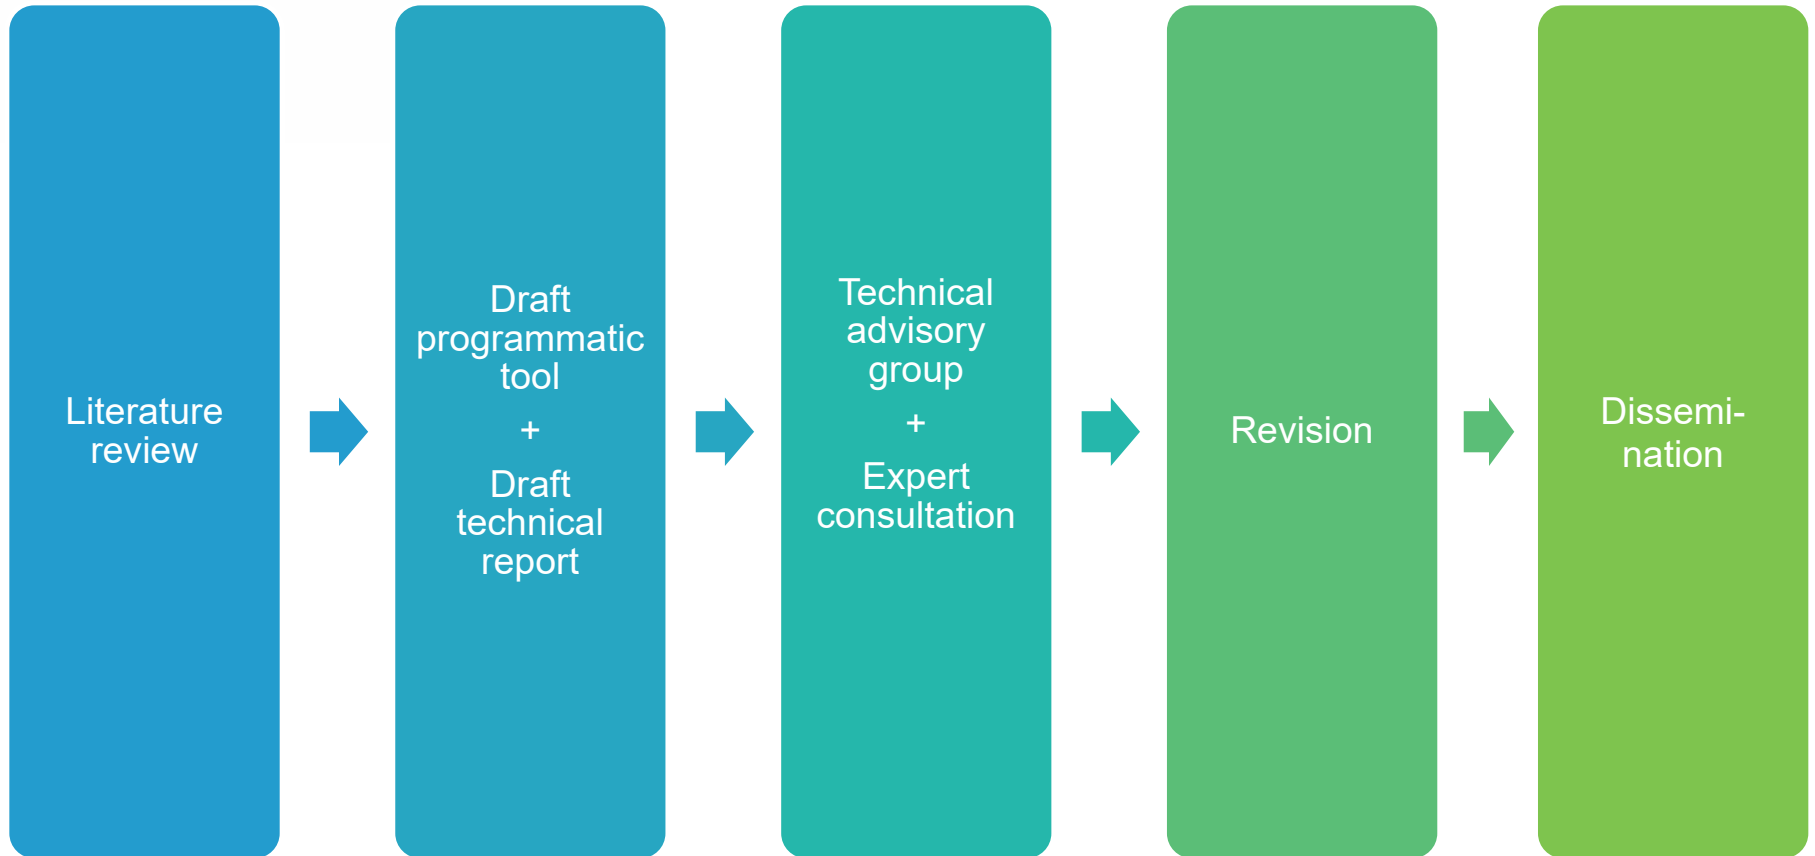 Literature
review
Draft
programmatic
tool
+
Draft
technical
report
Technical
advisory
group
+
Expert
consultation
Revision
Dissemi-
nation